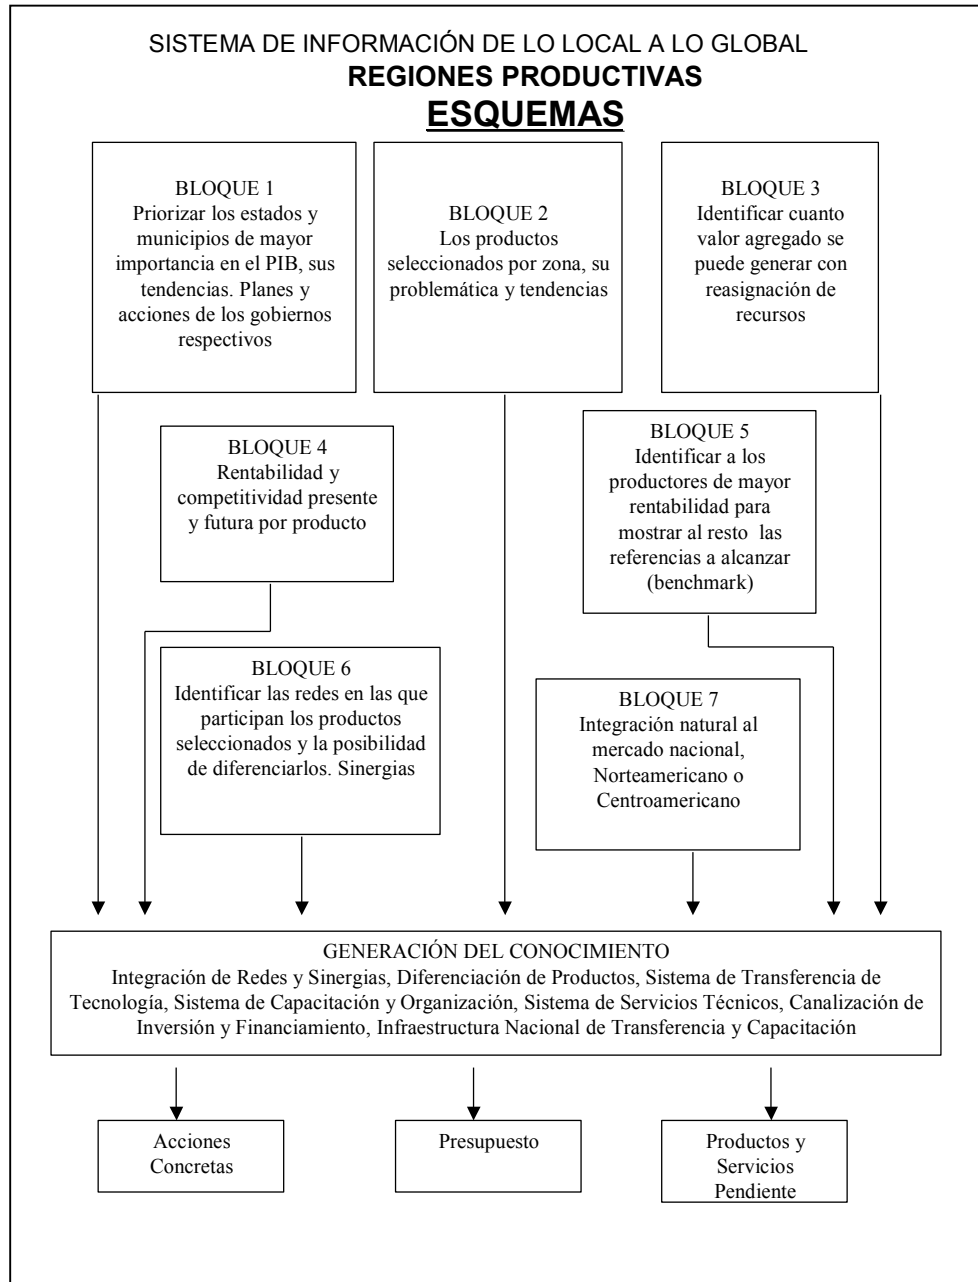 SISTEMA DE INFORMACIÓN DE LO LOCAL A LO GLOBAL
REGIONES PRODUCTIVAS
ESQUEMAS
BLOQUE 1
Priorizar los estados y
municipios de mayor
importancia en el PIB, sus
tendencias. Planes y
acciones de los gobiernos
respectivos
BLOQUE 2
Los productos
seleccionados por zona, su
problemática y tendencias
BLOQUE 3
Identificar cuanto
valor agregado se
puede generar con
reasignación de
recursos
BLOQUE 4
Rentabilidad y
competitividad presente
y futura por producto
BLOQUE 5
Identificar a los
productores de mayor
rentabilidad para
mostrar al resto  las
referencias a alcanzar
(benchmark)
BLOQUE 6
Identificar las redes en las que
participan los productos
seleccionados y la posibilidad
de diferenciarlos. Sinergias
BLOQUE 7
Integración natural al
mercado nacional,
Norteamericano o
Centroamericano
GENERACIÓN DEL CONOCIMIENTO
Integración de Redes y Sinergias, Diferenciación de Productos, Sistema de Transferencia de
Tecnología, Sistema de Capacitación y Organización, Sistema de Servicios Técnicos, Canalización de
Inversión y Financiamiento, Infraestructura Nacional de Transferencia y Capacitación
Acciones
Concretas
Presupuesto
Productos y
Servicios
Pendiente